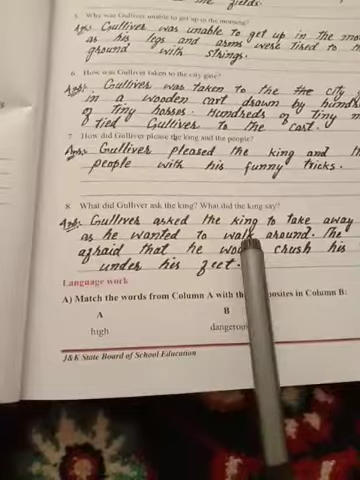 fields.
5. Why was Gulliver unable to get up in the morning?
Ans: Gulliver was unable to get up in the
as his legs and arms were tied to
ground with strings.
6. How was Gulliver taken to the city gate?
Ans: Gulliver was taken to the the city
in a wooden cart drawn by
of tiny horses. Hundreds of tiny
tied Gulliver to the cart.
7. How did Gulliver please the king and the people?
Ans: Gulliver pleased the king and
people with his funny tricks.
8. What did Gulliver ask the king? What did the king say?
Ans: Gulliver asked the king to take away
as he wanted to walk around. The
afraid that he crush his
under his feet.
Language work
A) Match the words from Column A with in Column B:
A B
high
J&K State Board of School Education